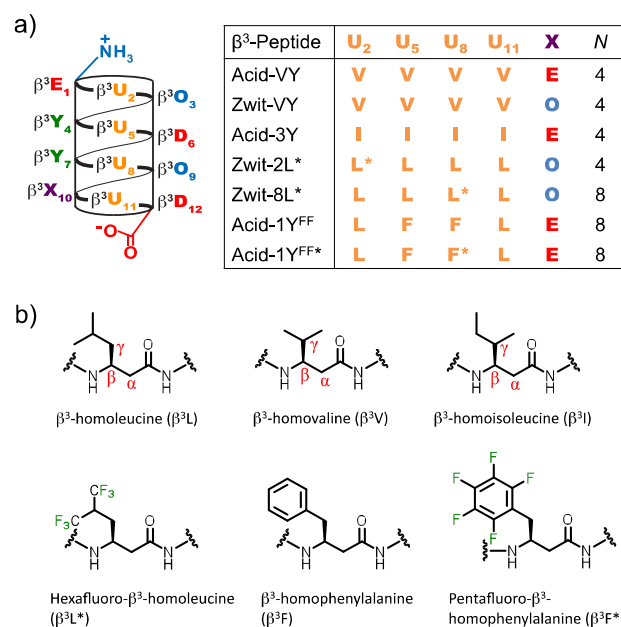 a)
+
NH₃
β³E₁ β³U₂ β³O₃
β³Y₄ β³U₅ β³D₆
β³Y₇ β³U₈ β³O₉
β³X₁₀ β³U₁₁ β³D₁₂
⁻O O
β³-Peptide U₂ U₅ U₈ U₁₁ X N
Acid-VY V V V V E 4
Zwit-VY V V V V O 4
Acid-3Y I I I I E 4
Zwit-2L* L* L L L O 4
Zwit-8L* L L L* L O 8
Acid-1Yᶠᶠ L F F L E 8
Acid-1Yᶠᶠ* L F F* L E 8
b)
γ O
N H β α N H
β³-homoleucine (β³L)
γ O
N H β α N H
β³-homovaline (β³V)
γ O
N H β α N H
β³-homoisoleucine (β³I)
CF₃
F₃C O
N H N H
Hexafluoro-β³-homoleucine
(β³L*)
O
N H N H
β³-homophenylalanine
(β³F)
F F F F F
O
N H N H
Pentafluoro-β³-
homophenylalanine (β³F*